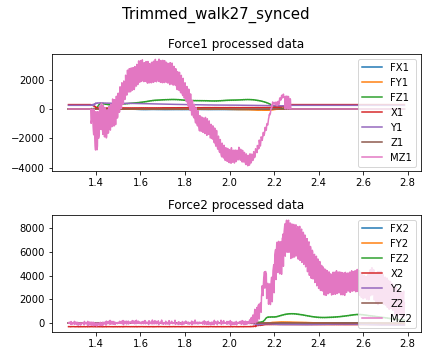 Trimmed_walk27_synced
Force1 processed data
2000
0
−2000
−4000
FX1
FY1
FZ1
X1
Y1
Z1
MZ1
1.4 1.6 1.8 2.0 2.2 2.4 2.6 2.8
Force2 processed data
8000
6000
4000
2000
0
FX2
FY2
FZ2
X2
Y2
Z2
MZ2
1.4 1.6 1.8 2.0 2.2 2.4 2.6 2.8